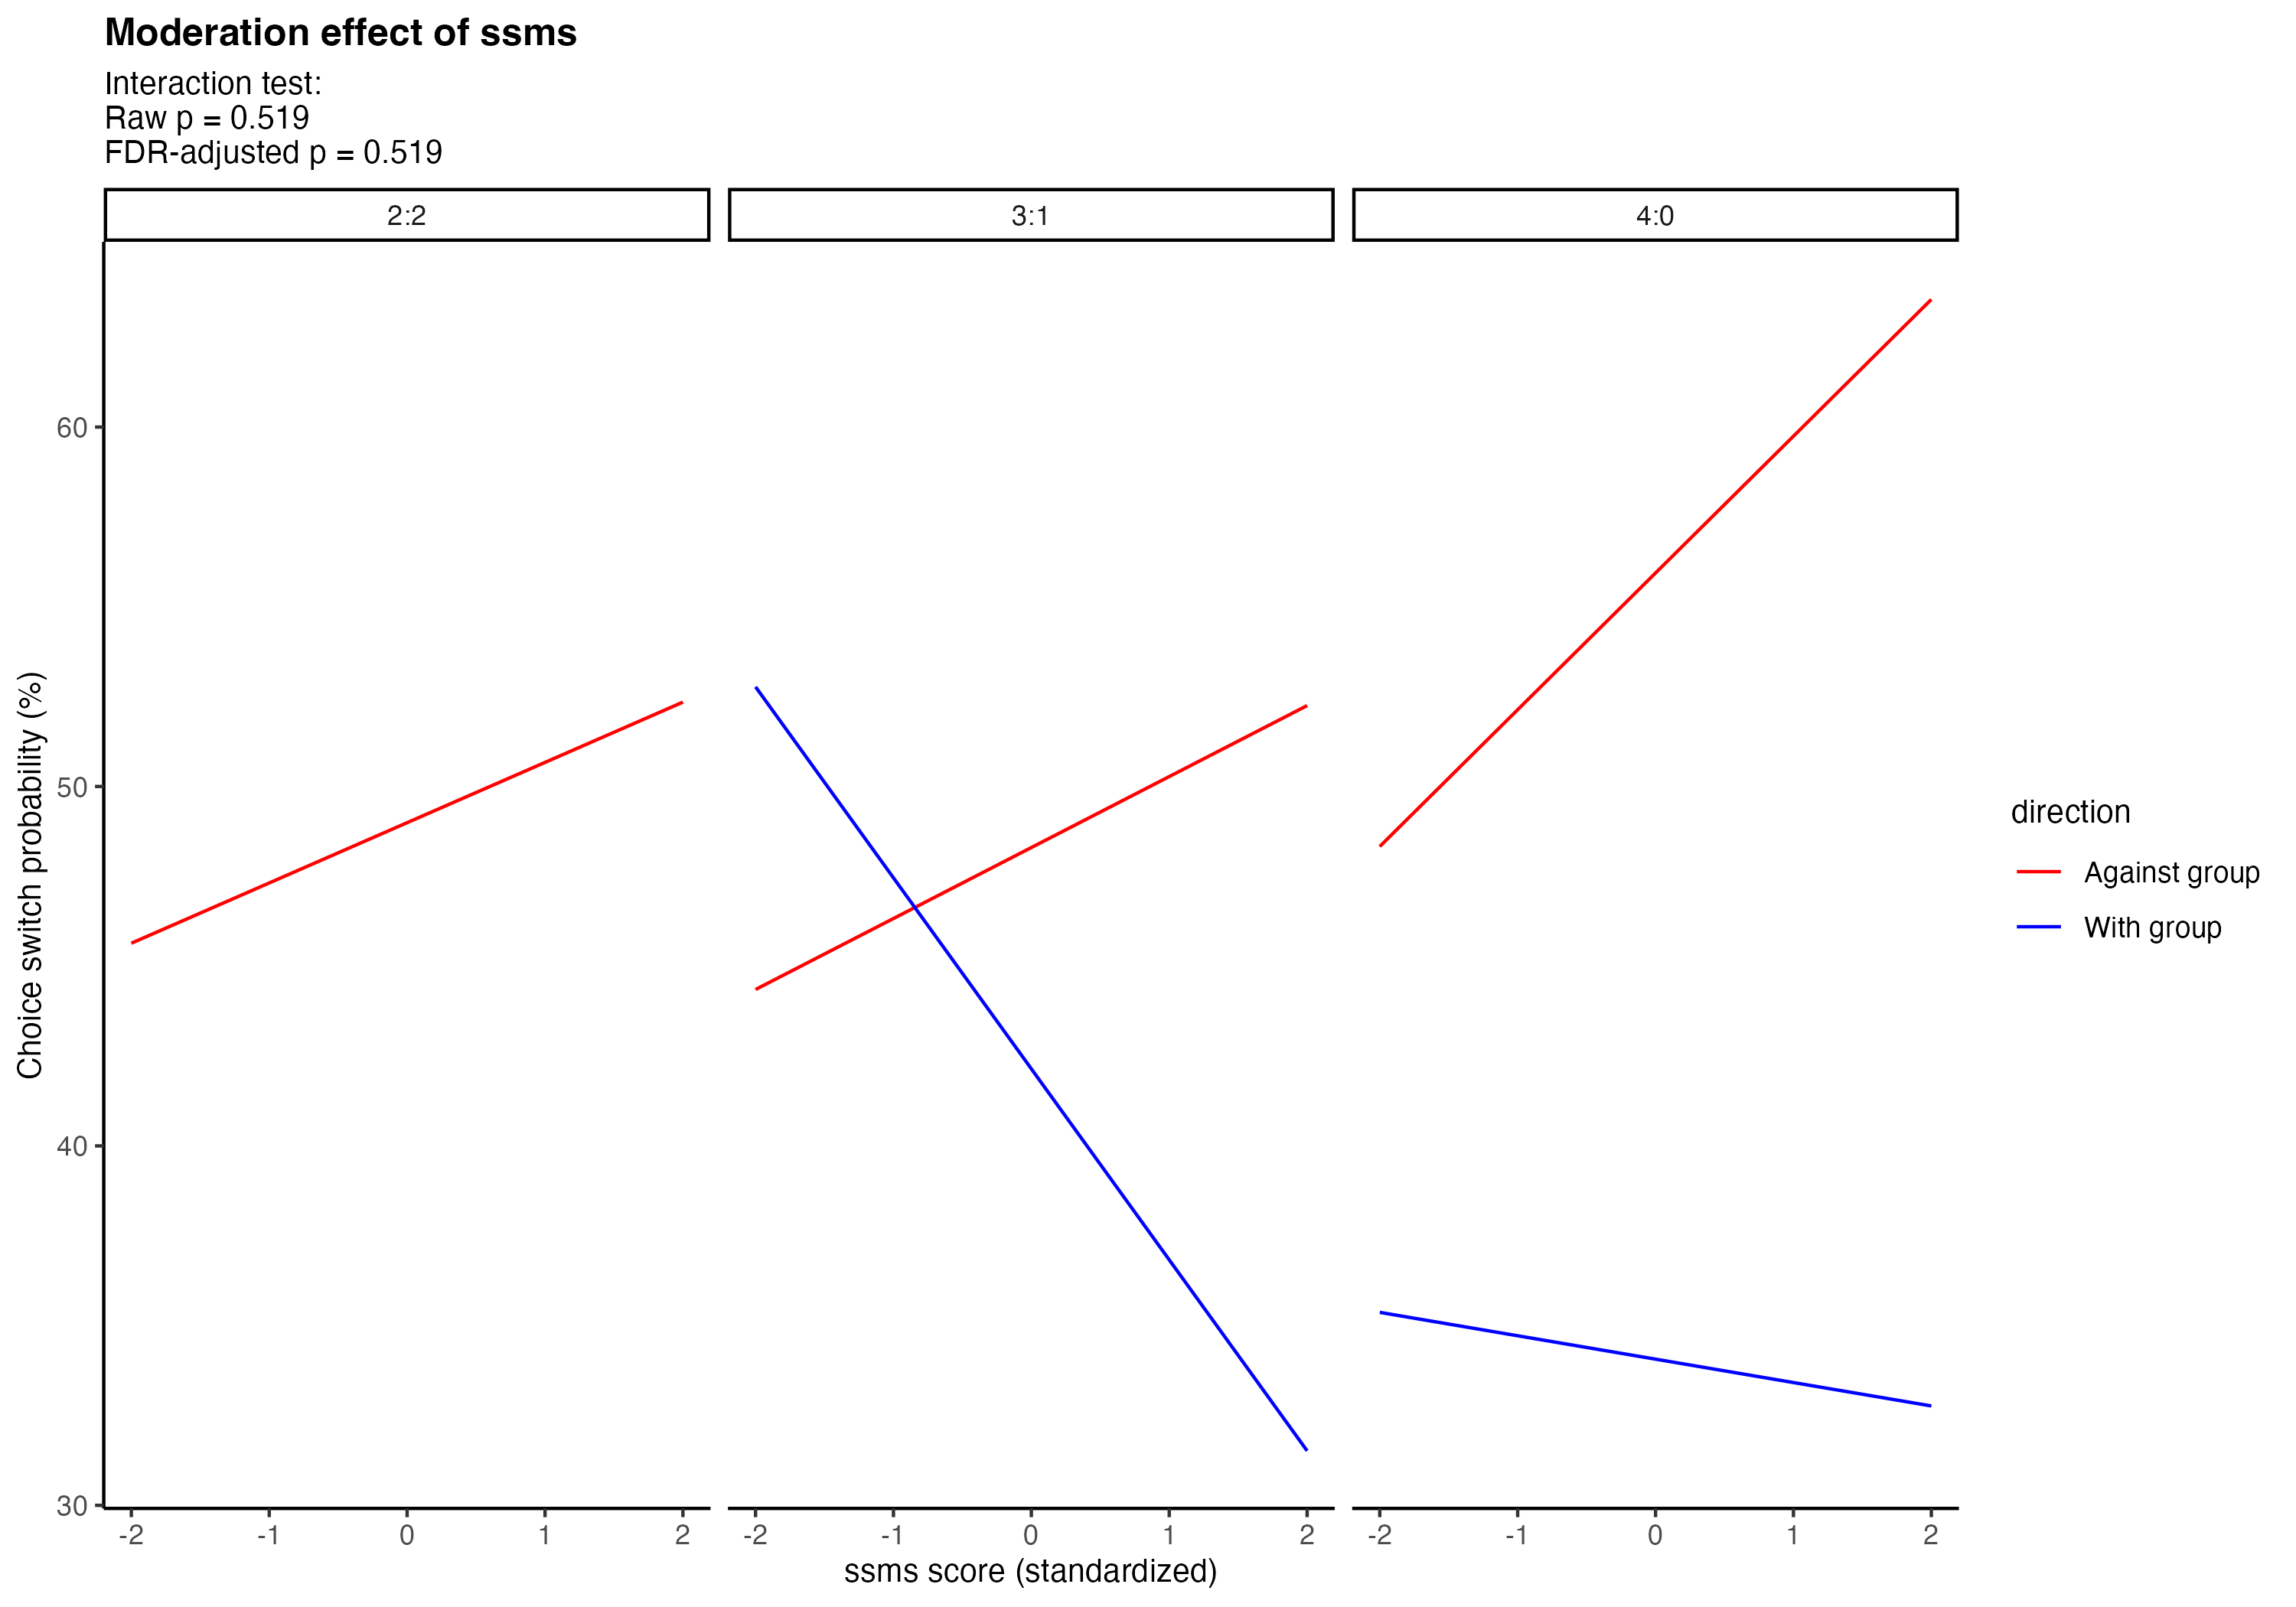 Moderation effect of ssms
Interaction test:
Raw p = 0.519
FDR-adjusted p = 0.519
2:2
3:1
4:0
Choice switch probability (%)
60
50
40
30
-2 -1 0 1 2
-2 -1 0 1 2
-2 -1 0 1 2
ssms score (standardized)
direction
Against group
With group